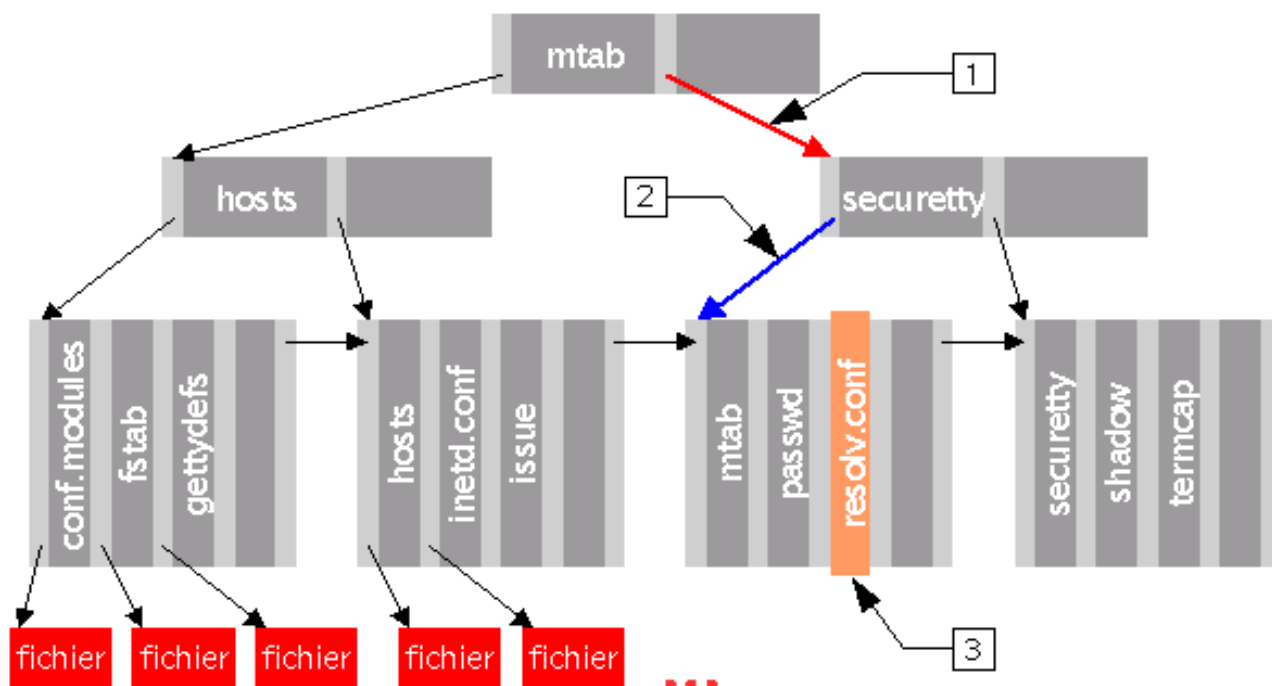 mtab
1
hosts
2
securetty
conf.modules
fstab
gettydefs
hosts
inetd.conf
issue
mtab
passwd
resolv.conf
securetty
shadow
termcap
fichier
fichier
fichier
fichier
fichier
3